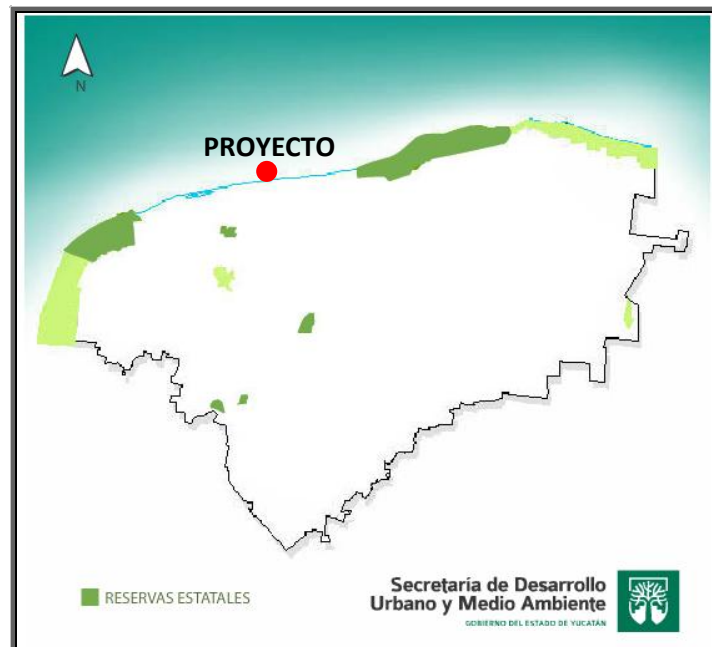 N
PROYECTO
RESERVAS ESTATALES
Secretaría de Desarrollo
Urbano y Medio Ambiente
GOBIERNO DEL ESTADO DE YUCATÁN